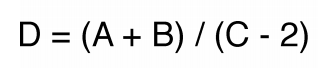 D = (A + B) / (C - 2)